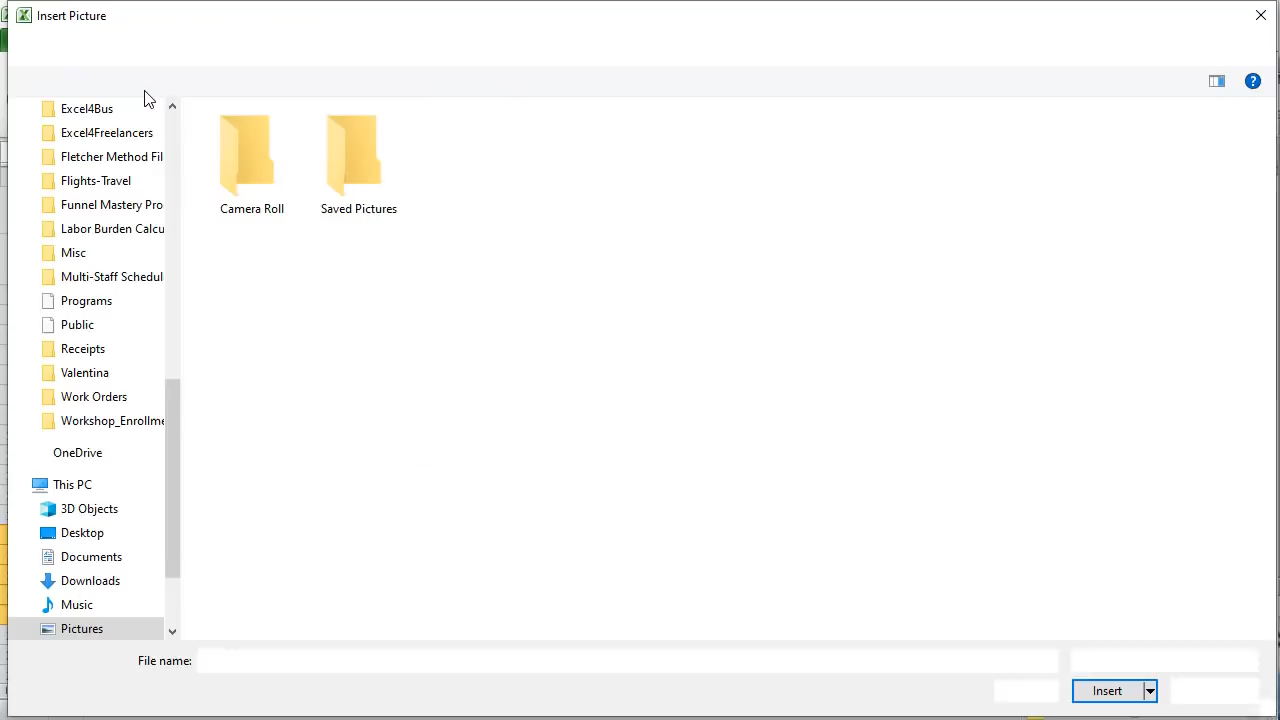 Insert Picture
Excel4Bus
Excel4Freelancers
Fletcher Method Fil
Flights-Travel
Funnel Mastery Pro
Labor Burden Calcu
Misc
Multi-Staff Schedul
Programs
Public
Receipts
Valentina
Work Orders
Workshop_Enrollme
OneDrive
This PC
3D Objects
Desktop
Documents
Downloads
Music
Pictures
Camera Roll
Saved Pictures
File name:
Insert